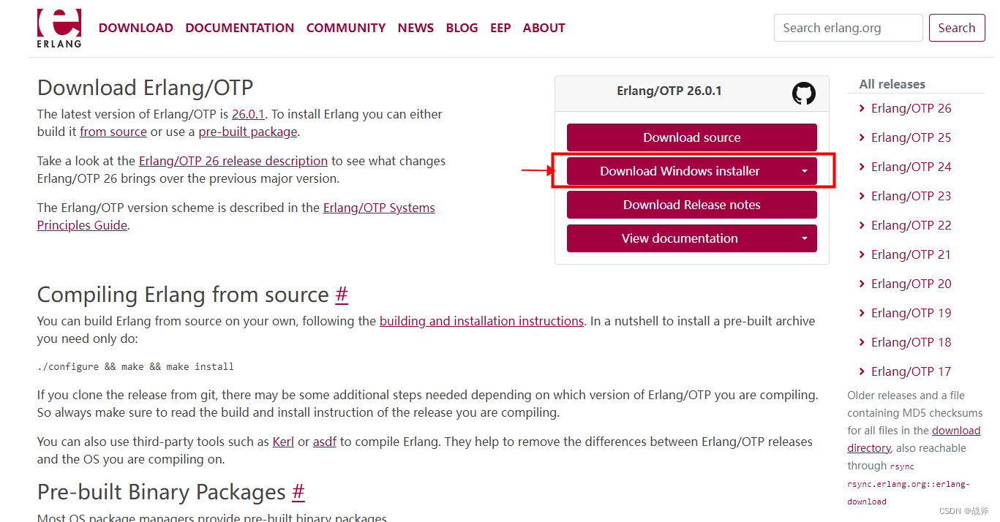 ERLANG
DOWNLOAD DOCUMENTATION COMMUNITY NEWS BLOG EEP ABOUT
Search erlang.org
Search
Download Erlang/OTP
The latest version of Erlang/OTP is 26.0.1. To install Erlang you can either
build it from source or use a pre-built package.
Take a look at the Erlang/OTP 26 release description to see what changes
Erlang/OTP 26 brings over the previous major version.
The Erlang/OTP version scheme is described in the Erlang/OTP Systems
Principles Guide.
Erlang/OTP 26.0.1
Download source
Download Windows installer
Download Release notes
View documentation
Compiling Erlang from source #
You can build Erlang from source on your own, following the building and installation instructions. In a nutshell to install a pre-built archive
you need only do:
./configure && make && make install
If you clone the release from git, there may be some additional steps needed depending on which version of Erlang/OTP you are compiling.
So always make sure to read the build and install instruction of the release you are compiling.
You can also use third-party tools such as Kerl or asdf to compile Erlang. They help to remove the differences between Erlang/OTP releases
and the OS you are compiling on.
Pre-built Binary Packages #
Most OS package managers provide pre-built binary packages.
All releases
Erlang/OTP 26
Erlang/OTP 25
Erlang/OTP 24
Erlang/OTP 23
Erlang/OTP 22
Erlang/OTP 21
Erlang/OTP 20
Erlang/OTP 19
Erlang/OTP 18
Erlang/OTP 17
Older releases and a file
containing MD5 checksums
for all files in the download
directory, also reachable
through rsync
rsync.erlang.org::erlang-
download
CSDN @战斧